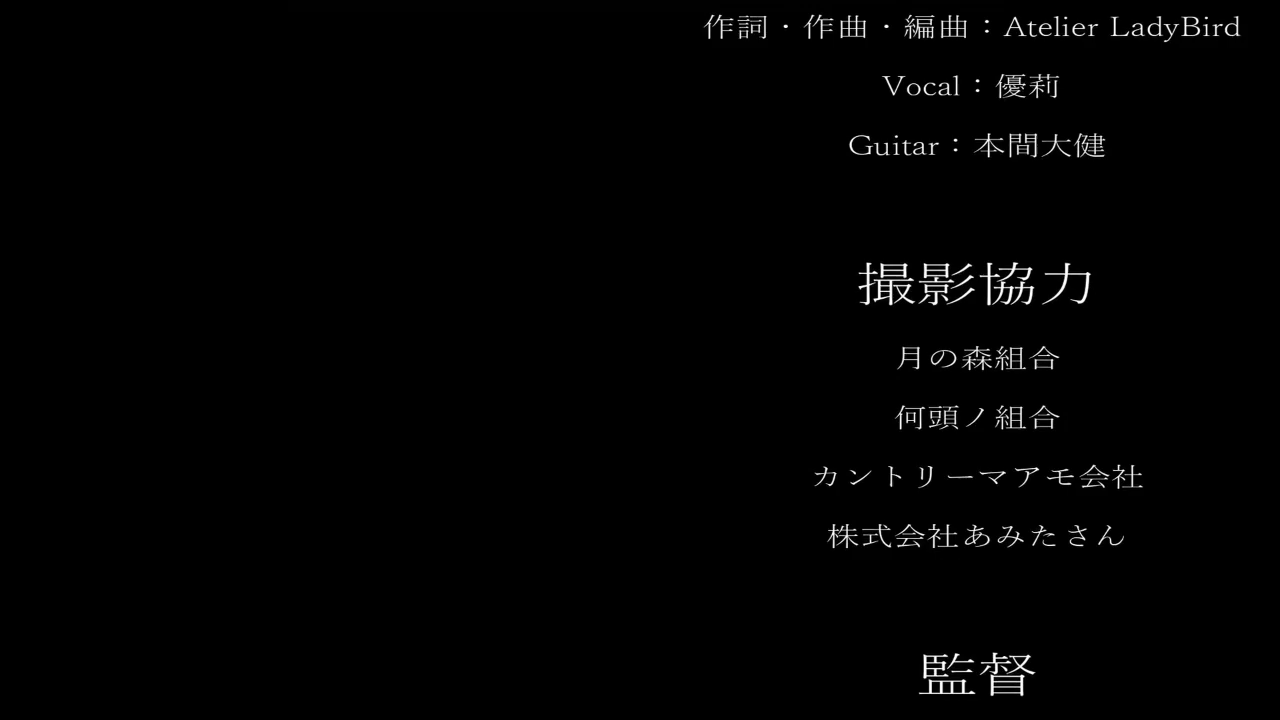 作詞・作曲・編曲：Atelier LadyBird
Vocal：優莉
Guitar：本間大健
撮影協力
月の森組合
何頭ノ組合
カントリーマアモ会社
株式会社あみたさん
監督